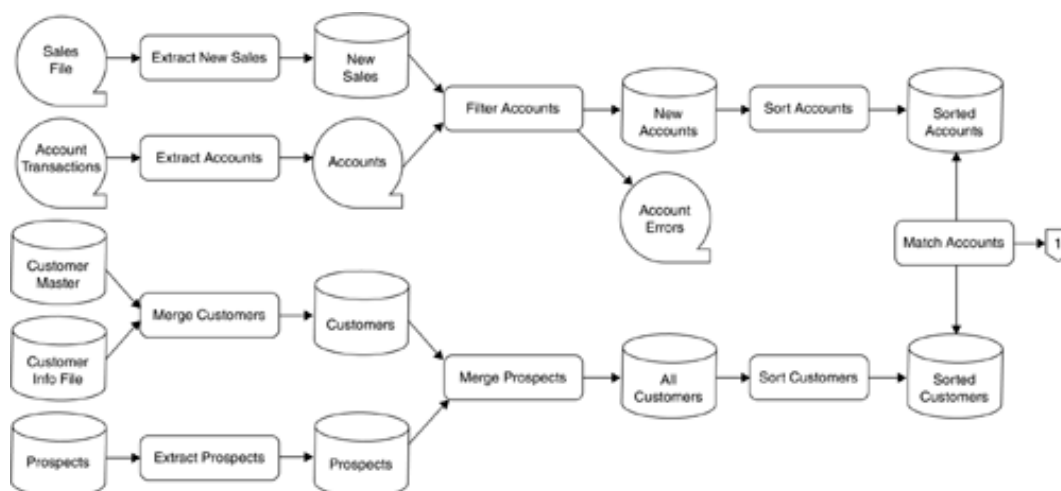 Sales
File
Extract New Sales
New
Sales
Filter Accounts
New
Accounts
Sort Accounts
Sorted
Accounts
Account
Transactions
Extract Accounts
Accounts
Account
Errors
Match Accounts
1
Customer
Master
Merge Customers
Customers
Customer
Info File
Merge Prospects
All
Customers
Sort Customers
Sorted
Customers
Prospects
Extract Prospects
Prospects